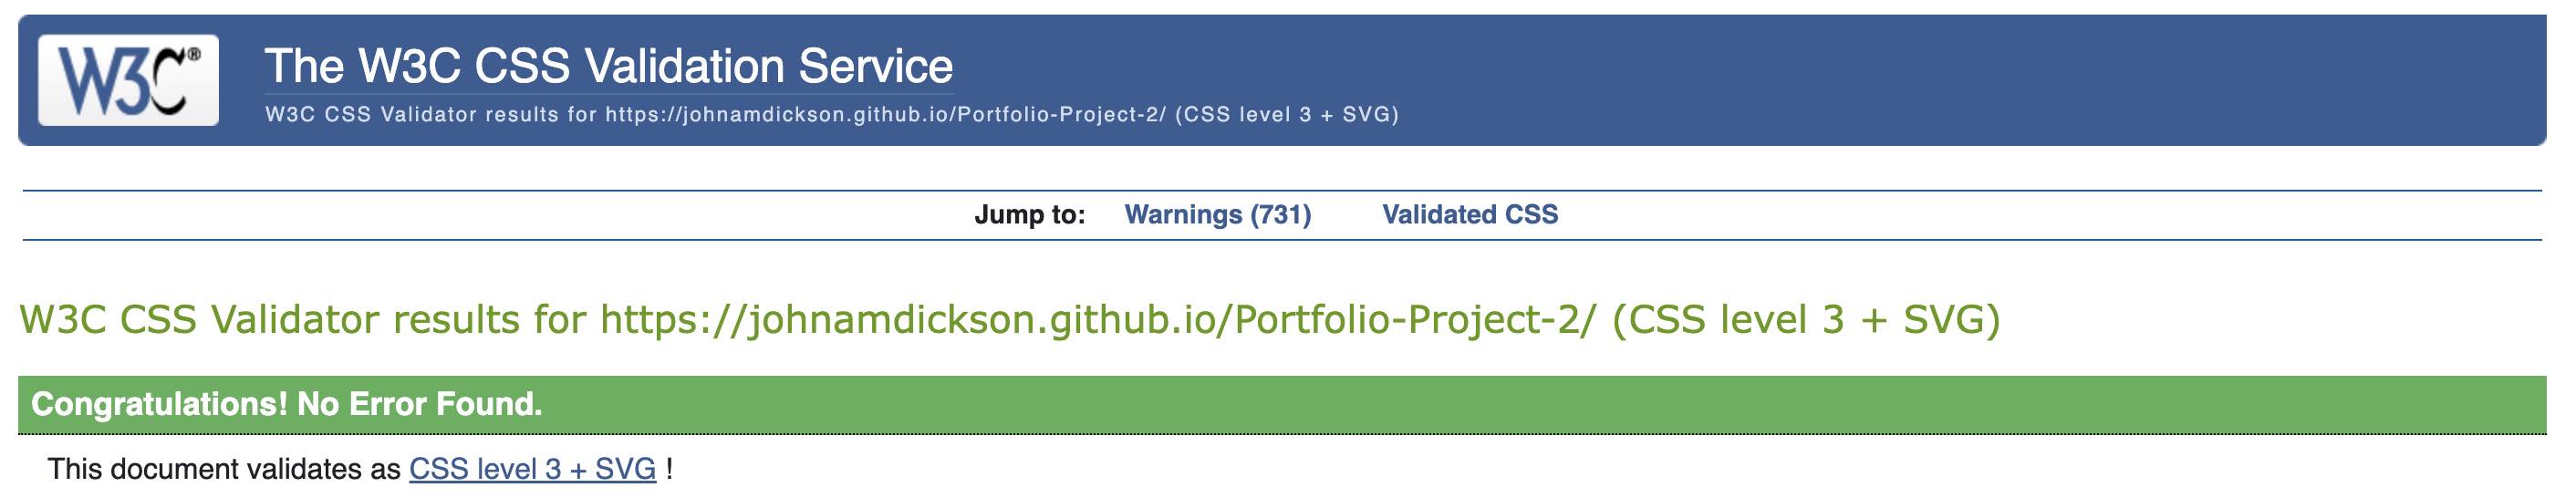 W3C®
The W3C CSS Validation Service
W3C CSS Validator results for https://johnamdickson.github.io/Portfolio-Project-2/ (CSS level 3 + SVG)
Jump to: Warnings (731) Validated CSS
W3C CSS Validator results for https://johnamdickson.github.io/Portfolio-Project-2/ (CSS level 3 + SVG)
Congratulations! No Error Found.
This document validates as CSS level 3 + SVG !